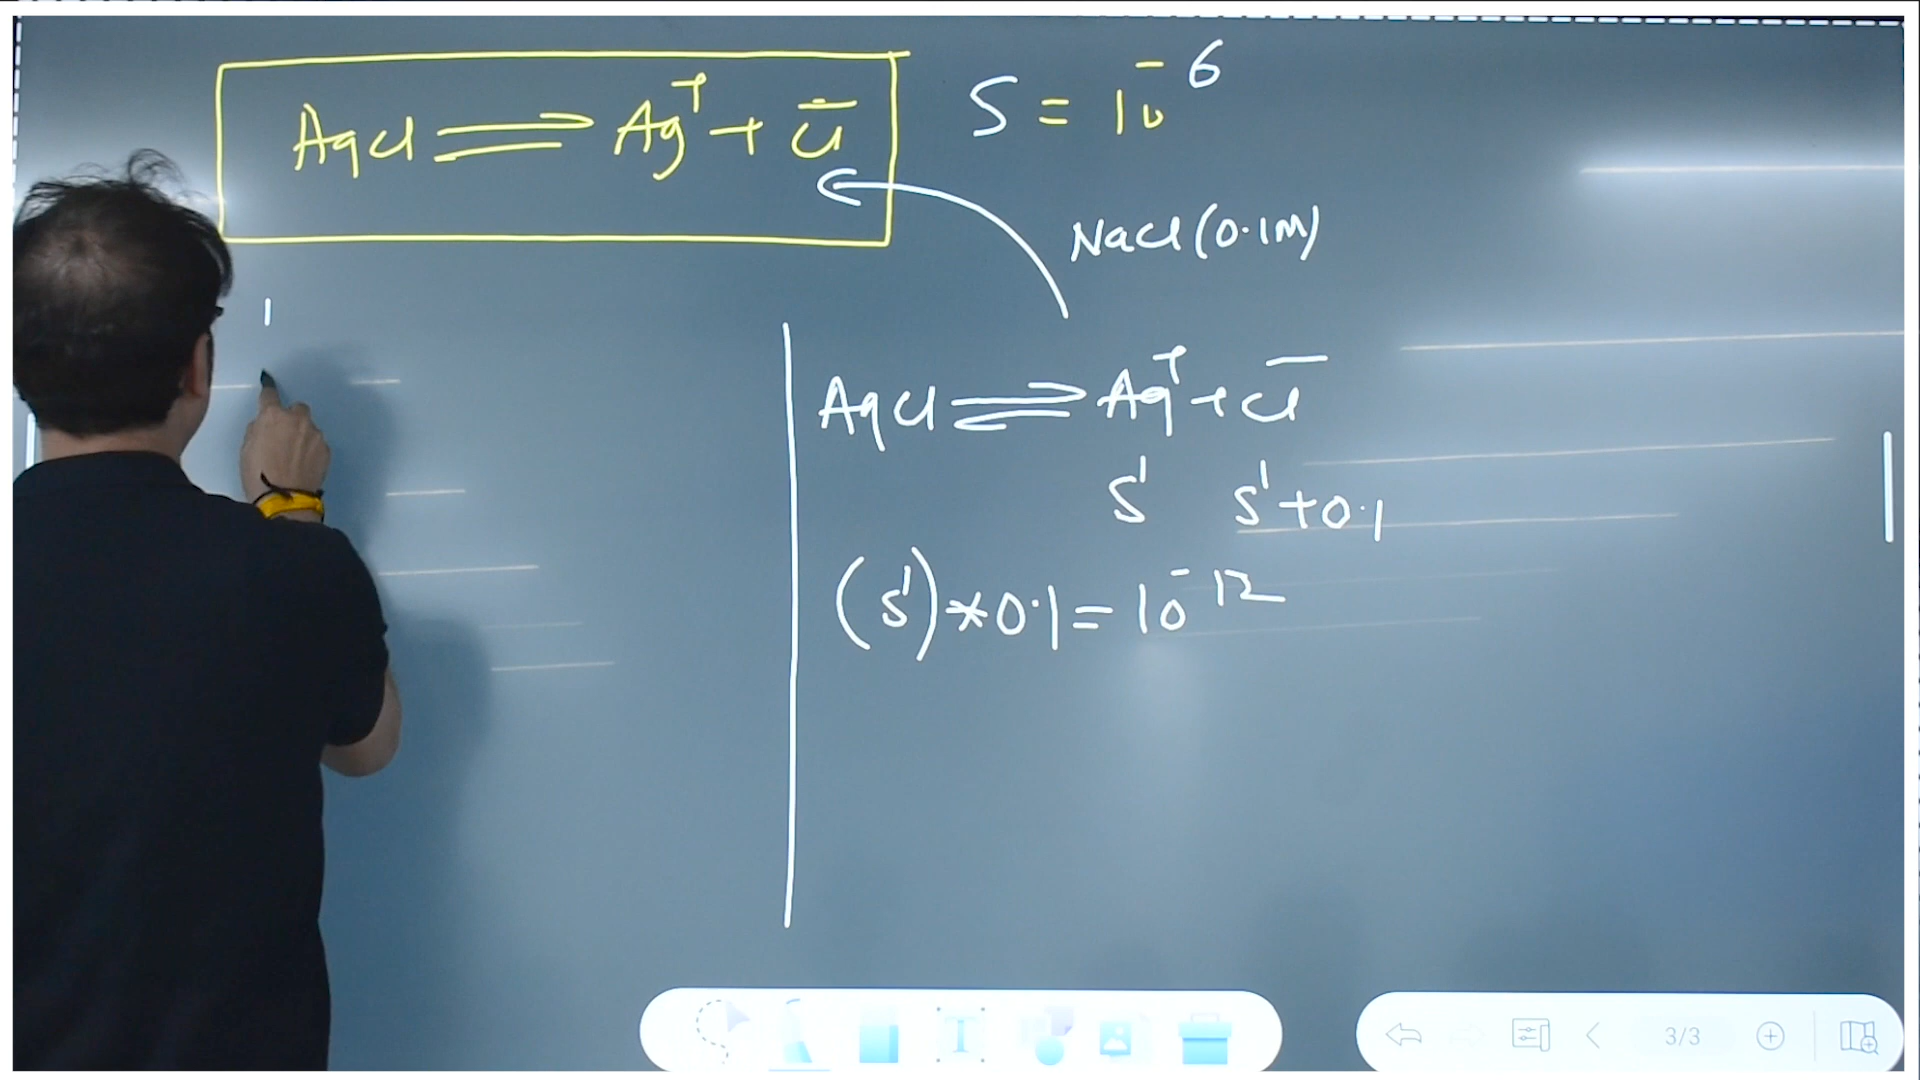 AgCl ⇌ Ag⁺ + Cl⁻
S = 10⁻⁶
NaCl (0.1M)
AgCl ⇌ Ag⁺ + Cl⁻
S' S'+0.1
(S') * 0.1 = 10⁻¹²
T
3/3